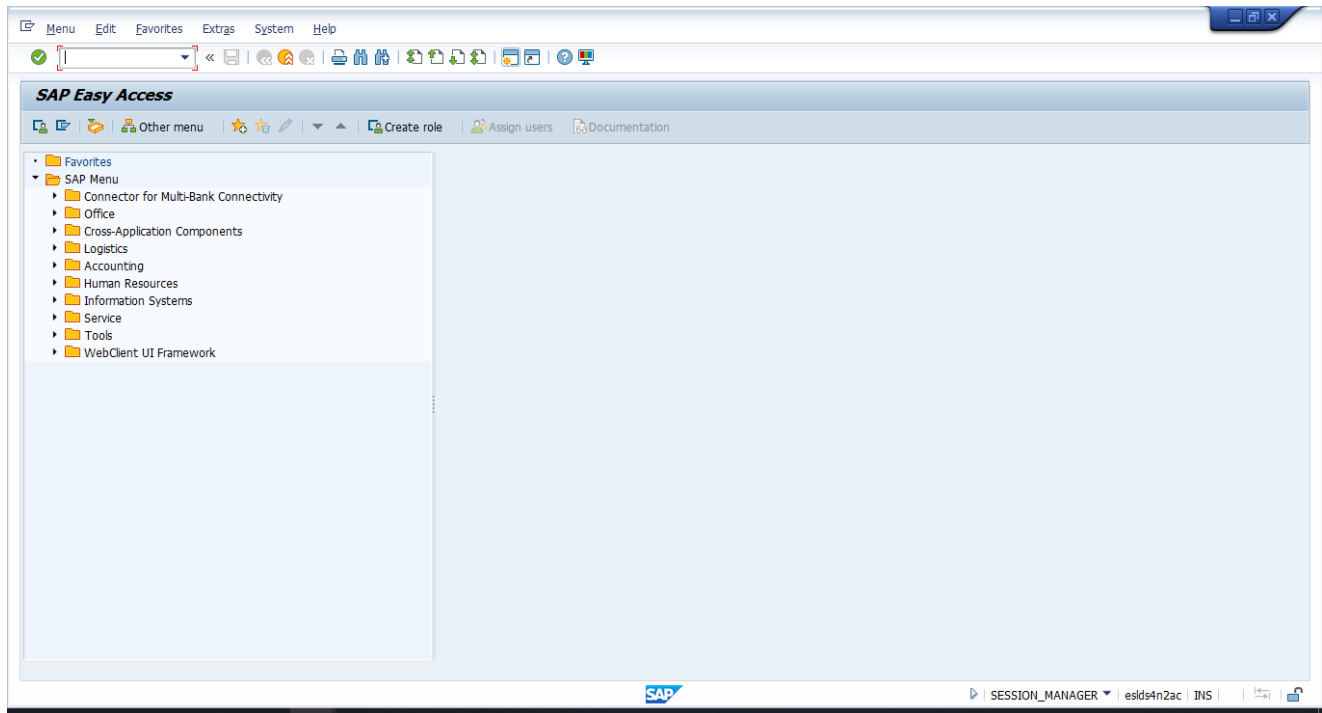 Menu Edit Favorites Extras System Help
SAP Easy Access
Other menu Create role Assign users Documentation
Favorites
SAP Menu
Connector for Multi-Bank Connectivity
Office
Cross-Application Components
Logistics
Accounting
Human Resources
Information Systems
Service
Tools
WebClient UI Framework
SAP SESSION_MANAGER eslds4n2ac INS